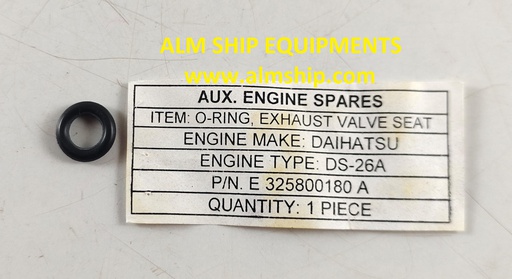 ALM SHIP EQUIPMENTS
www.almship.com
AUX. ENGINE SPARES
ITEM: O-RING, EXHAUST VALVE SEAT
ENGINE MAKE: DAIHATSU
ENGINE TYPE: DS-26A
P/N. E 325800180 A
QUANTITY: 1 PIECE